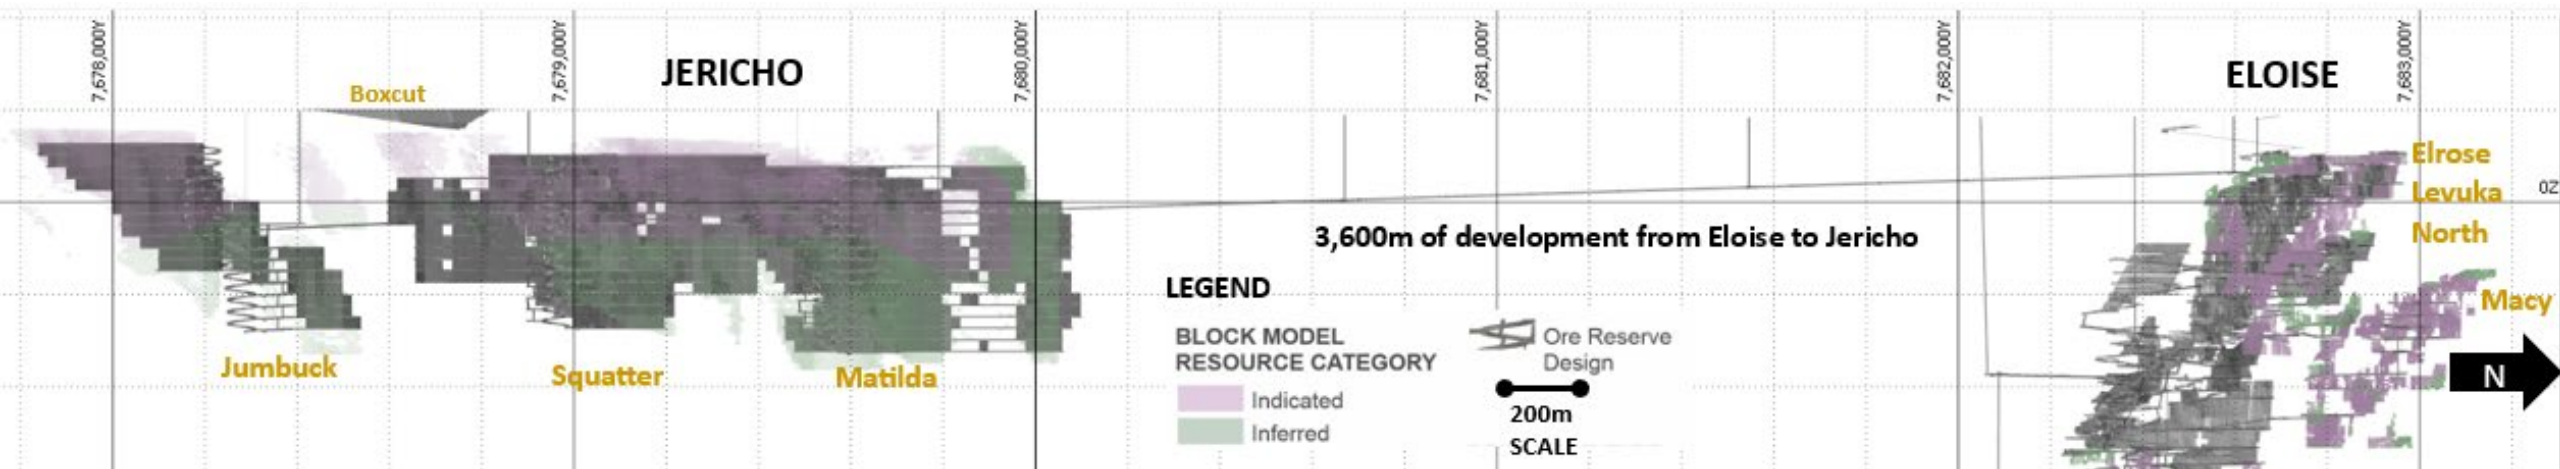 7,678,000Y
7,679,000Y
7,680,000Y
7,681,000Y
7,682,000Y
7,683,000Y
JERICHO
ELOISE
Boxcut
Elrose
Levuka
North
0Z
Macy
3,600m of development from Eloise to Jericho
LEGEND
BLOCK MODEL
RESOURCE CATEGORY
Indicated
Inferred
Ore Reserve
Design
200m
SCALE
Jumbuck
Squatter
Matilda
N